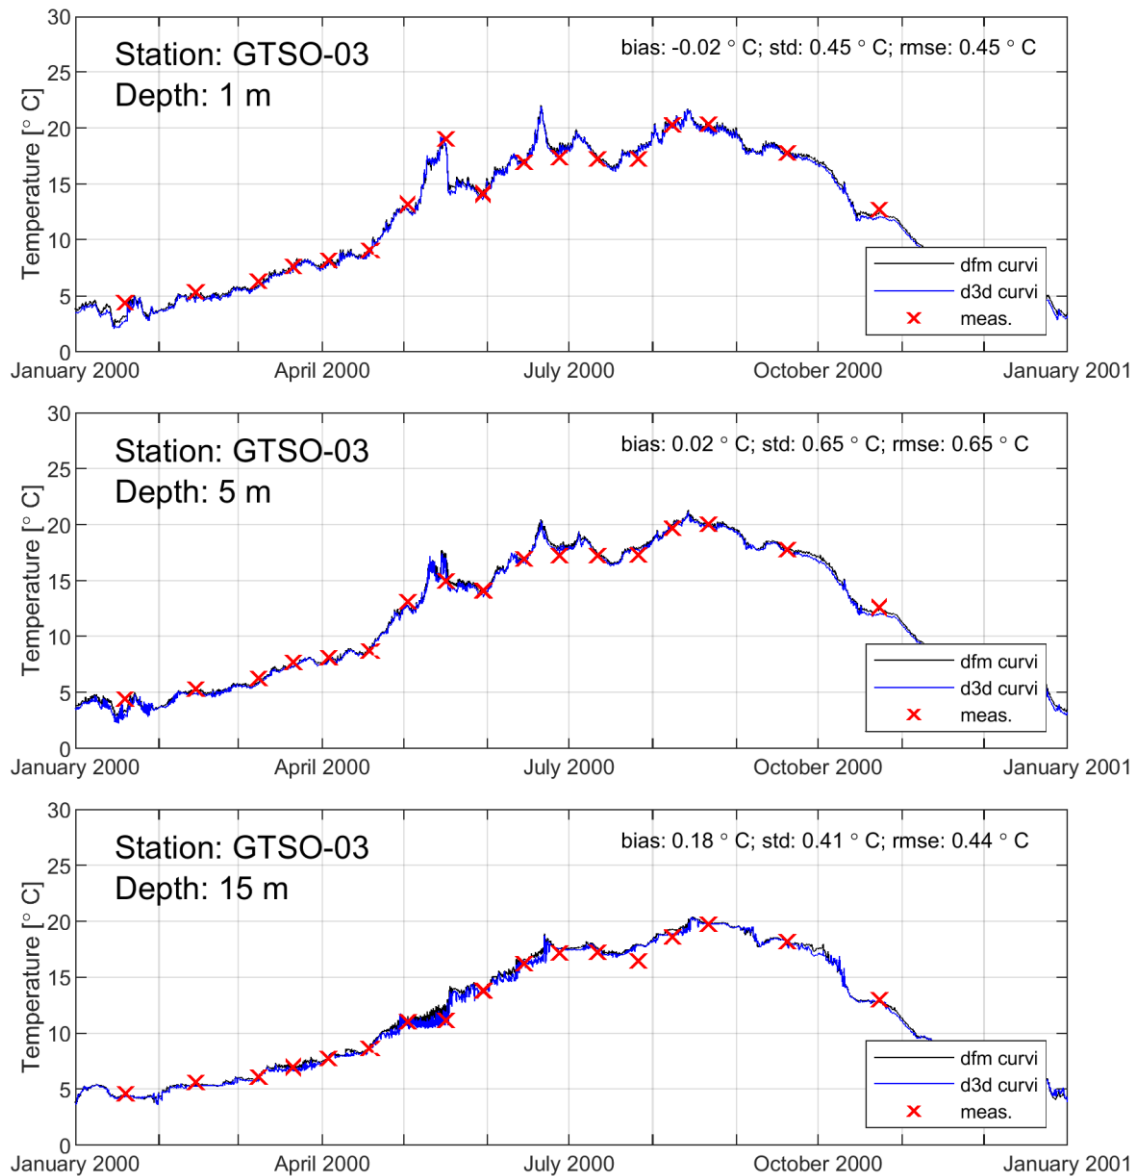 30
25
20
15
10
5
0
Temperature [° C]
Station: GTSO-03
Depth: 1 m
bias: -0.02 ° C; std: 0.45 ° C; rmse: 0.45 ° C
dfm curvi
d3d curvi
meas.
January 2000 April 2000 July 2000 October 2000 January 2001
30
25
20
15
10
5
0
Temperature [° C]
Station: GTSO-03
Depth: 5 m
bias: 0.02 ° C; std: 0.65 ° C; rmse: 0.65 ° C
dfm curvi
d3d curvi
meas.
January 2000 April 2000 July 2000 October 2000 January 2001
30
25
20
15
10
5
0
Temperature [° C]
Station: GTSO-03
Depth: 15 m
bias: 0.18 ° C; std: 0.41 ° C; rmse: 0.44 ° C
dfm curvi
d3d curvi
meas.
January 2000 April 2000 July 2000 October 2000 January 2001